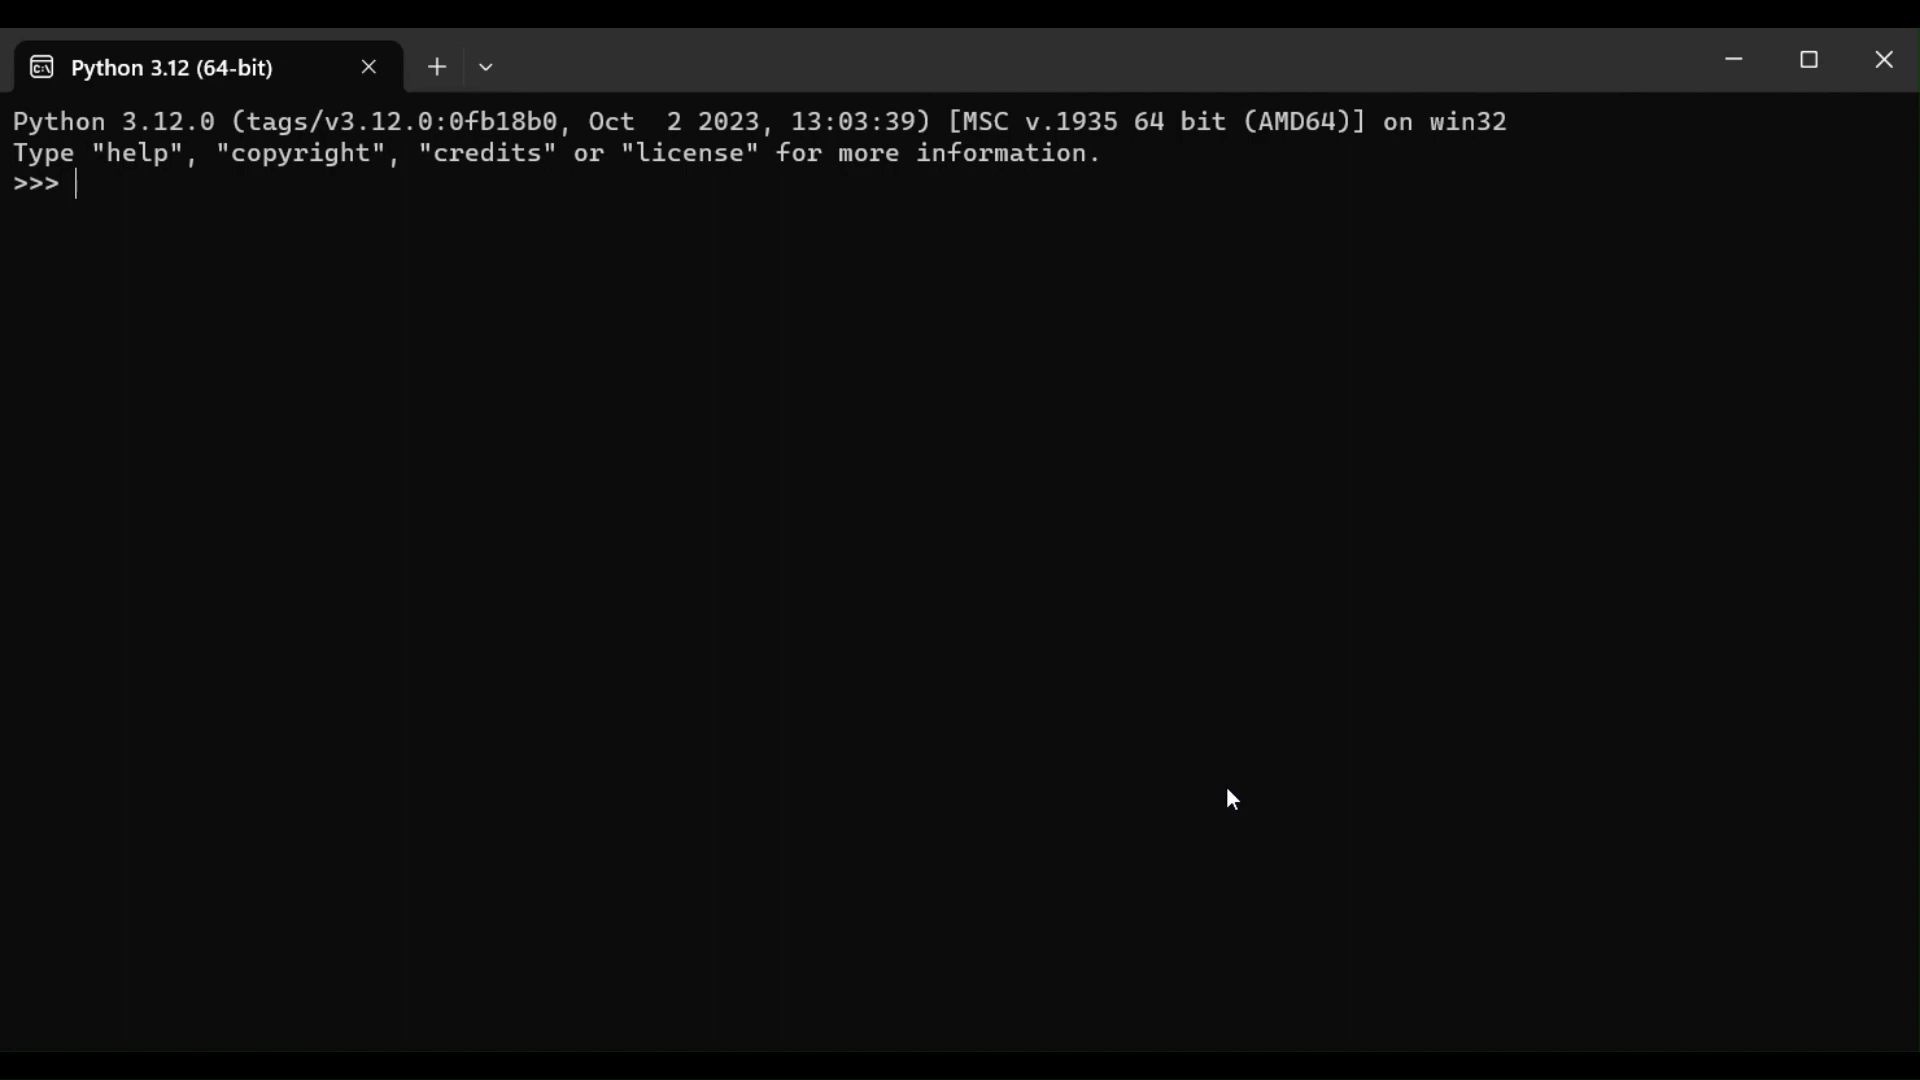 Python 3.12 (64-bit)
Python 3.12.0 (tags/v3.12.0:0fb18b0, Oct  2 2023, 13:03:39) [MSC v.1935 64 bit (AMD64)] on win32
Type "help", "copyright", "credits" or "license" for more information.
>>>